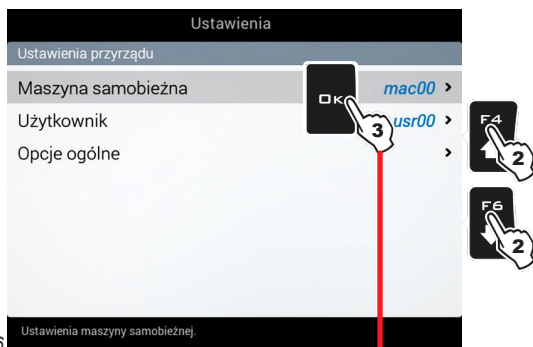 Ustawienia
Ustawienia przyrządu
Maszyna samobieżna
mac00 >
OK
3
Użytkownik
usr00 >
F4
2
Opcje ogólne
>
F6
2
Ustawienia maszyny samobieżnej.